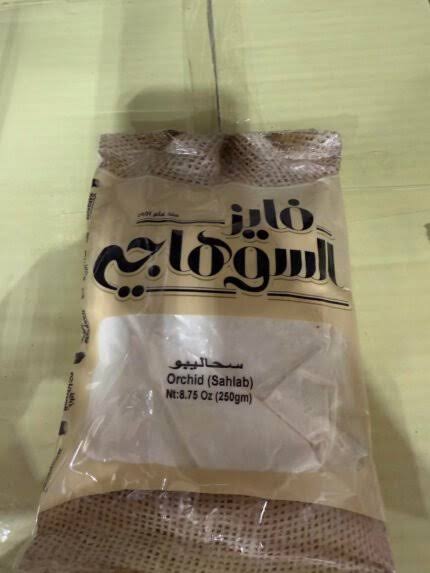 فايز
السوهاجي
سحاليبو
Orchid (Sahlab)
Nt:8.75 Oz (250gm)